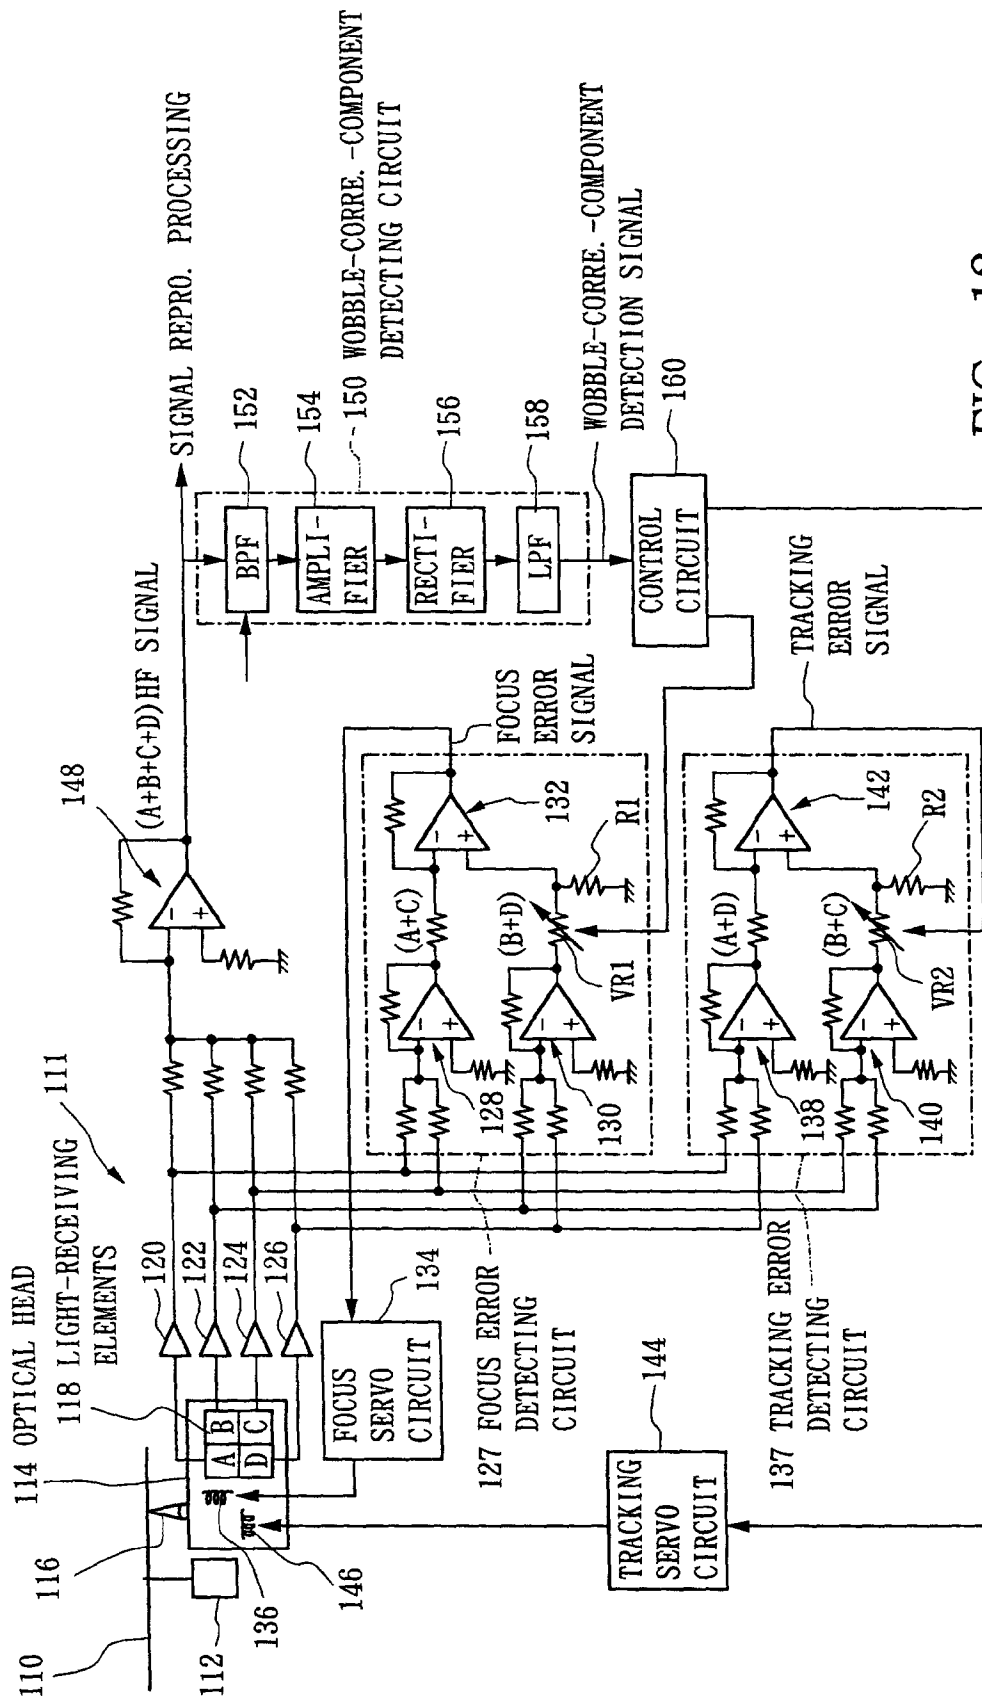 110
116
112
114 OPTICAL HEAD
118 LIGHT-RECEIVING
ELEMENTS
111
120
122
124
126
A
B
D
C
136
146
148
(A+B+C+D)HF SIGNAL
SIGNAL REPRO. PROCESSING
-
+
152
BPF
154
AMPLI-
FIER
156
RECTI-
FIER
158
LPF
150 WOBBLE-CORRE.-COMPONENT
DETECTING CIRCUIT
WOBBLE-CORRE.-COMPONENT
DETECTION SIGNAL
160
CONTROL
CIRCUIT
134
FOCUS
SERVO
CIRCUIT
127 FOCUS ERROR
DETECTING
CIRCUIT
128
-
+
130
-
+
(A+C)
(B+D)
VR1
R1
132
-
+
FOCUS
ERROR
SIGNAL
144
TRACKING
SERVO
CIRCUIT
137 TRACKING ERROR
DETECTING
CIRCUIT
138
-
+
140
-
+
(A+D)
(B+C)
VR2
R2
142
-
+
TRACKING
ERROR
SIGNAL